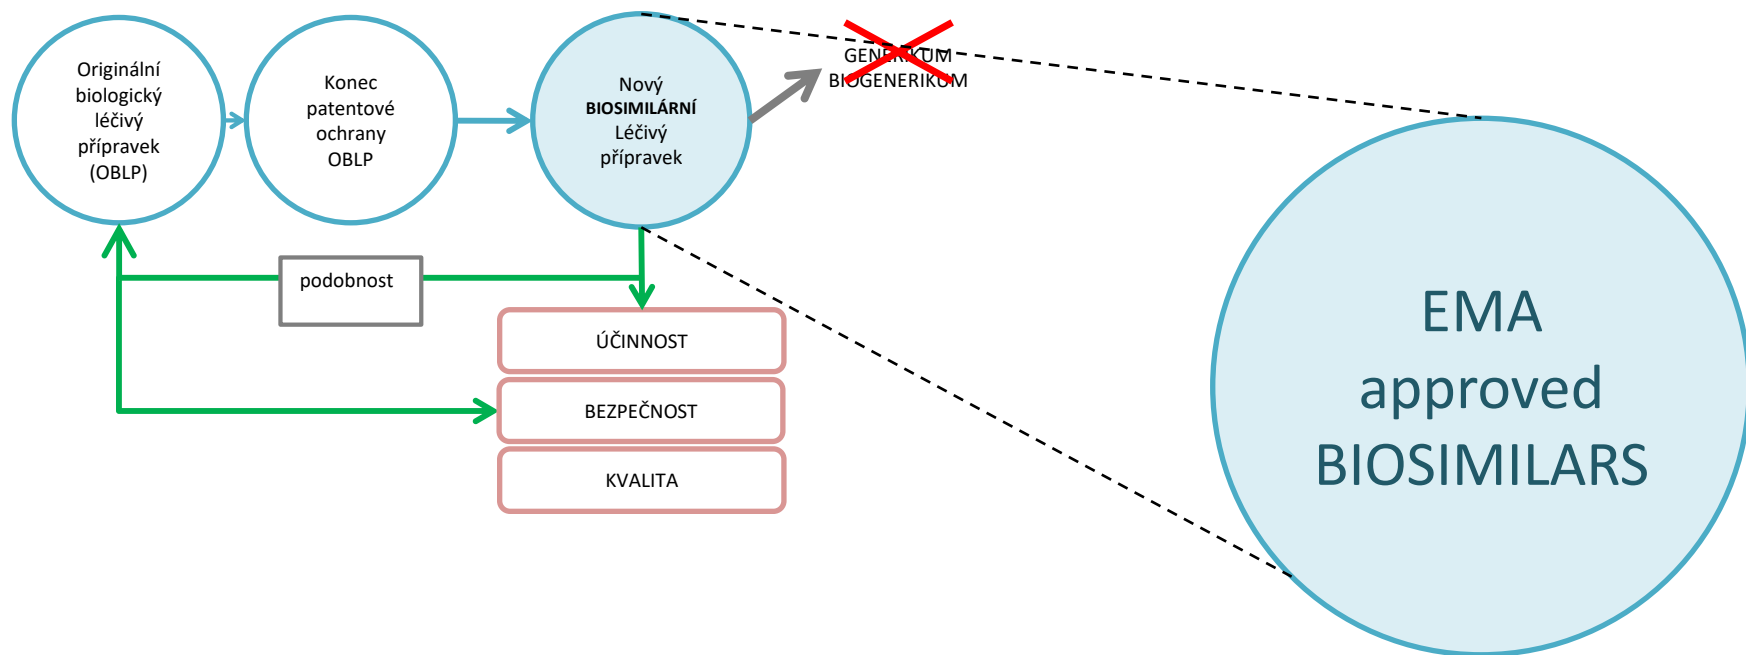 Originální
biologický
léčivý
přípravek
(OBLP)
Konec
patentové
ochrany
OBLP
Nový
BIOSIMILÁRNÍ
Léčivý
přípravek
GENERIKUM
BIOGENERIKUM
podobnost
ÚČINNOST
BEZPEČNOST
KVALITA
EMA
approved
BIOSIMILARS